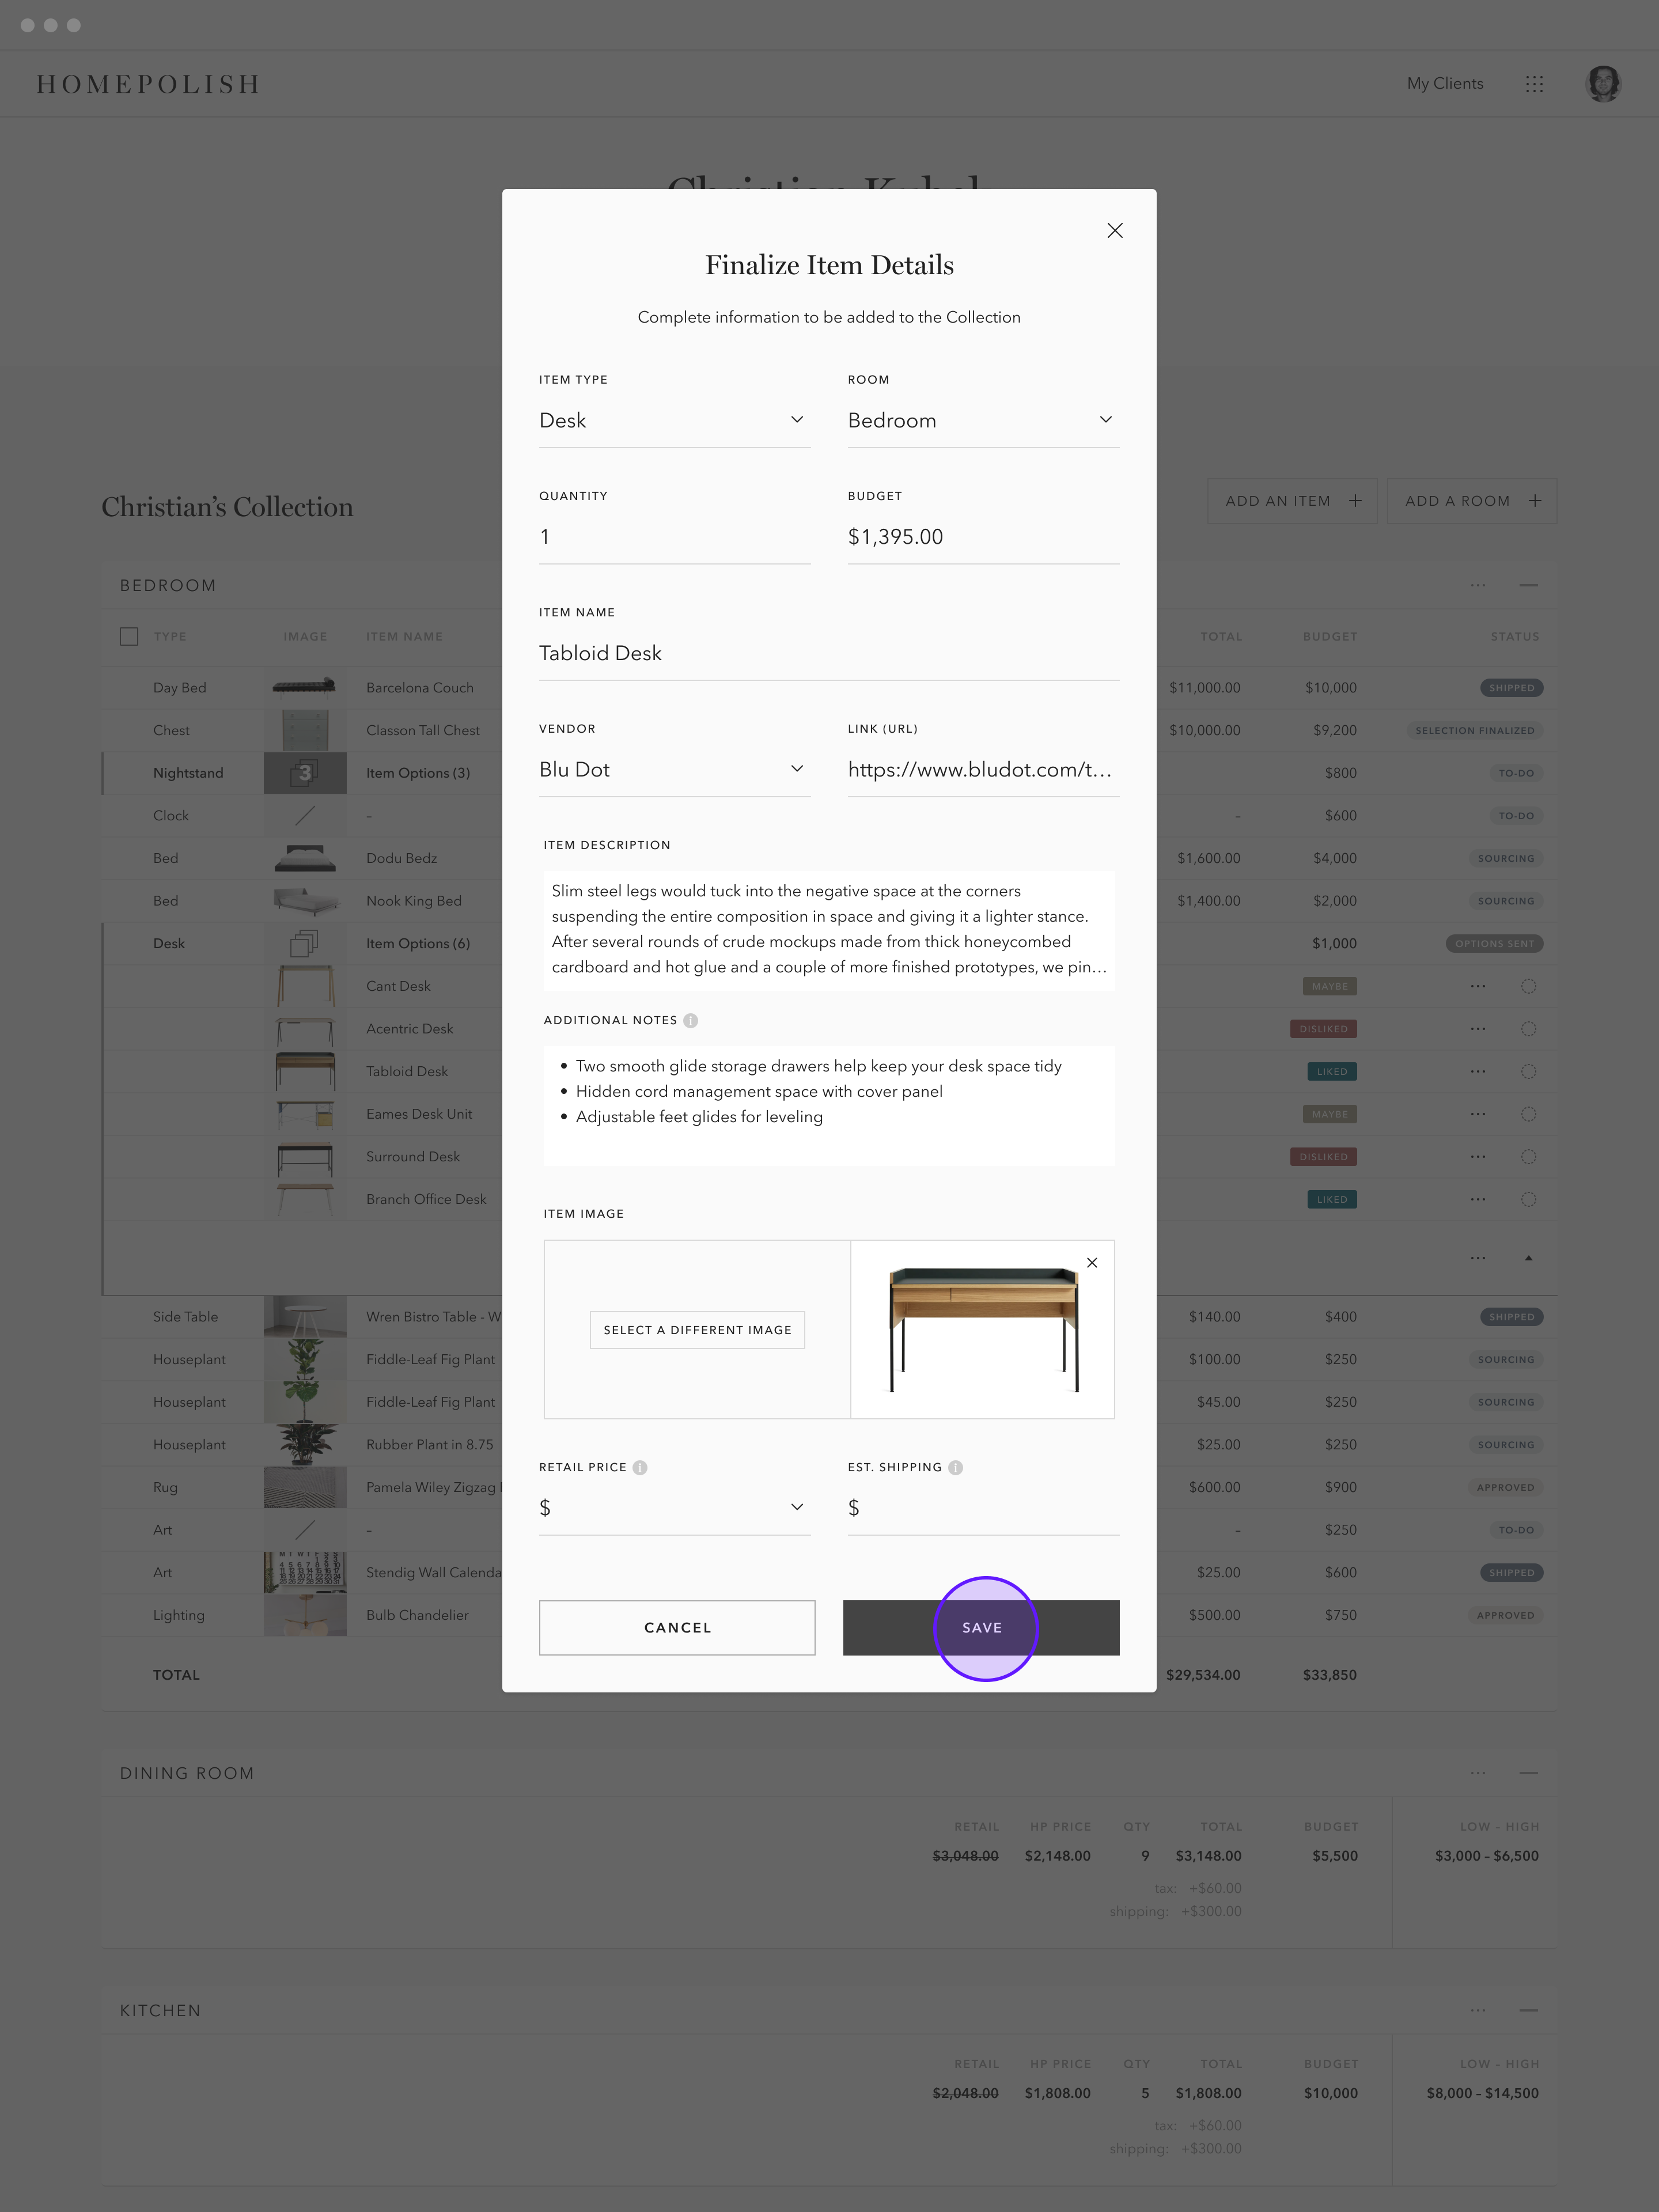 HOMEPOLISH
My Clients
Finalize Item Details
Complete information to be added to the Collection
ITEM TYPE
ROOM
Desk
Bedroom
QUANTITY
BUDGET
1
$1,395.00
ITEM NAME
Tabloid Desk
VENDOR
LINK (URL)
Blu Dot
https://www.bludot.com/t...
ITEM DESCRIPTION
Slim steel legs would tuck into the negative space at the corners
suspending the entire composition in space and giving it a lighter stance.
After several rounds of crude mockups made from thick honeycombed
cardboard and hot glue and a couple of more finished prototypes, we pin...
ADDITIONAL NOTES
• Two smooth glide storage drawers help keep your desk space tidy
• Hidden cord management space with cover panel
• Adjustable feet glides for leveling
ITEM IMAGE
SELECT A DIFFERENT IMAGE
RETAIL PRICE
EST. SHIPPING
$
$
CANCEL
SAVE
Christian's Collection
ADD AN ITEM +
ADD A ROOM +
BEDROOM
TYPE IMAGE ITEM NAME TOTAL BUDGET STATUS
Day Bed Barcelona Couch $11,000.00 $10,000 SHIPPED
Chest Classon Tall Chest $10,000.00 $9,200 SELECTION FINALIZED
Nightstand 3 Item Options (3) $800 TO-DO
Clock – – $600 TO-DO
Bed Dodu Bedz $1,600.00 $4,000 SOURCING
Bed Nook King Bed $1,400.00 $2,000 SOURCING
Desk Item Options (6) $1,000 OPTIONS SENT
Cant Desk MAYBE
Acentric Desk DISLIKED
Tabloid Desk LIKED
Eames Desk Unit MAYBE
Surround Desk DISLIKED
Branch Office Desk LIKED
Side Table Wren Bistro Table - W $140.00 $400 SHIPPED
Houseplant Fiddle-Leaf Fig Plant $100.00 $250 SOURCING
Houseplant Fiddle-Leaf Fig Plant $45.00 $250 SOURCING
Houseplant Rubber Plant in 8.75 $25.00 $250 SOURCING
Rug Pamela Wiley Zigzag $600.00 $900 APPROVED
Art – – $250 TO-DO
Art Stendig Wall Calenda $25.00 $600 SHIPPED
Lighting Bulb Chandelier $500.00 $750 APPROVED
TOTAL $29,534.00 $33,850
DINING ROOM
RETAIL HP PRICE QTY TOTAL BUDGET LOW – HIGH
$3,048.00 $2,148.00 9 $3,148.00 $5,500 $3,000 – $6,500
tax: +$60.00
shipping: +$300.00
KITCHEN
RETAIL HP PRICE QTY TOTAL BUDGET LOW – HIGH
$2,048.00 $1,808.00 5 $1,808.00 $10,000 $8,000 – $14,500
tax: +$60.00
shipping: +$300.00